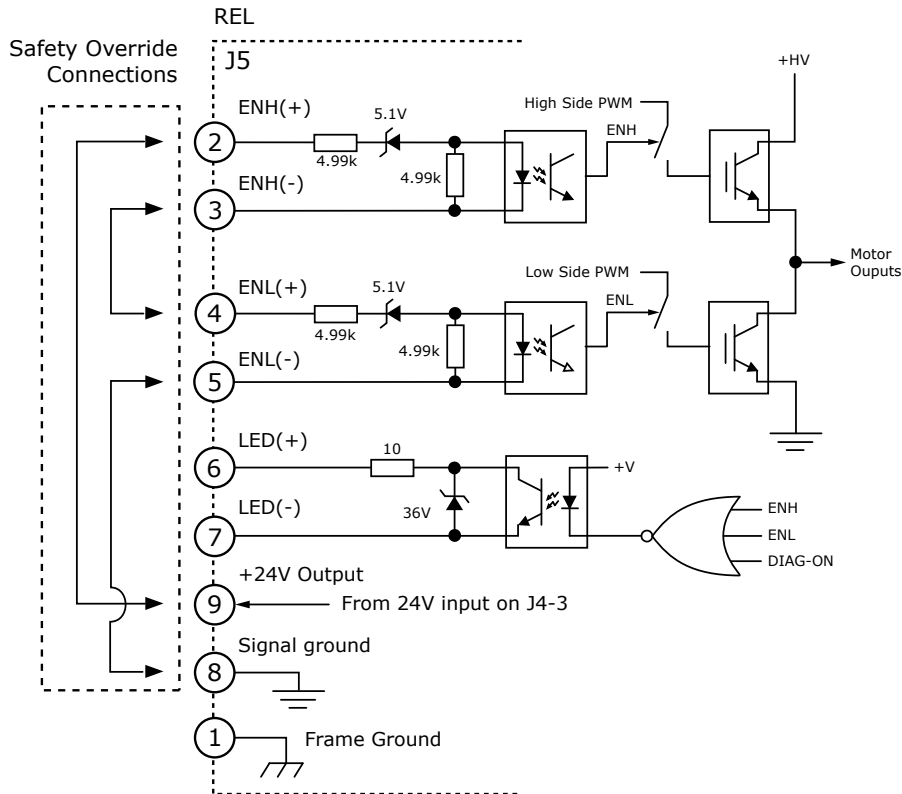 REL
Safety Override
Connections
J5
+HV
ENH(+)
5.1V
High Side PWM
ENH
2
4.99k
4.99k
ENH(-)
3
Motor
Ouputs
ENL(+)
5.1V
Low Side PWM
ENL
4
4.99k
4.99k
ENL(-)
5
LED(+)
10
6
+V
36V
LED(-)
7
ENH
ENL
DIAG-ON
+24V Output
9
From 24V input on J4-3
Signal ground
8
1
Frame Ground